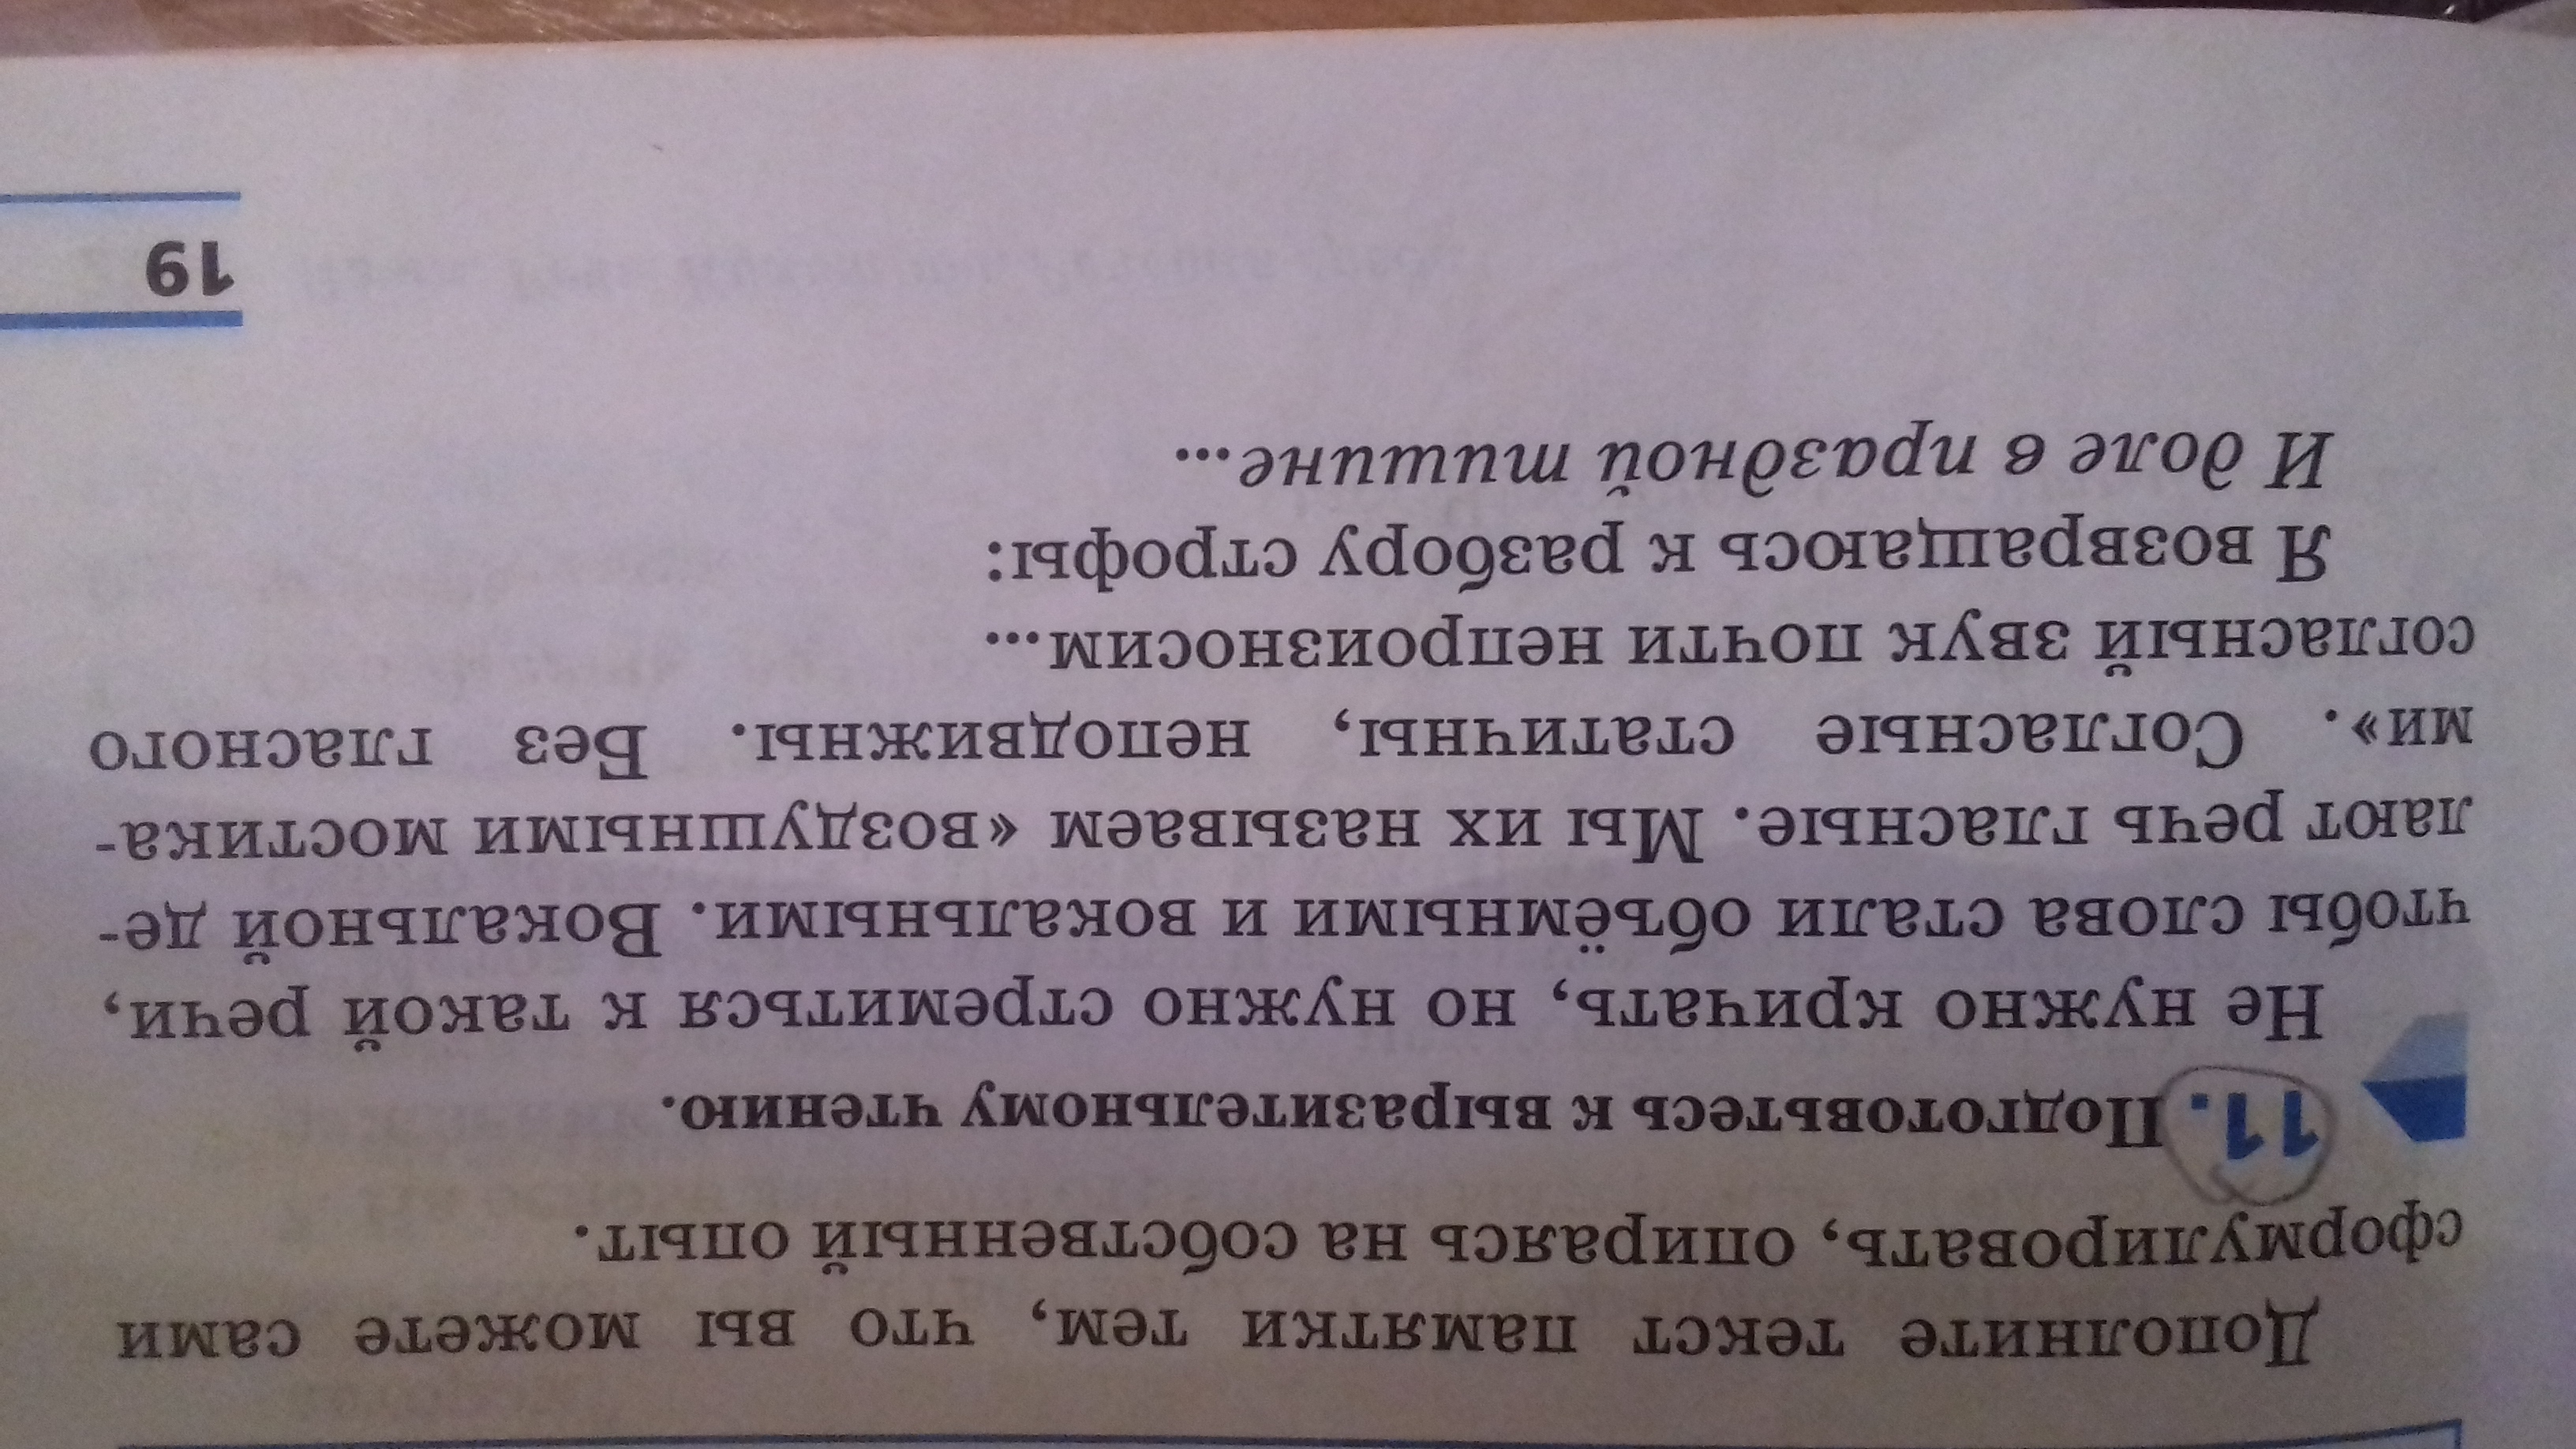 Дополните текст памятки тем, что вы можете сами
сформулировать, опираясь на собственный опыт.
11. Подготовьтесь к выразительному чтению.
Не нужно кричать, но нужно стремиться к такой речи,
чтобы слова стали объёмными и вокальными. Вокальной де-
лают речь гласные. Мы их называем «воздушными мостика-
ми». Согласные статичны, неподвижны. Без гласного
согласный звук почти непроизносим...
Я возвращаюсь к разбору строфы:
И доле в праздной тишине...
19